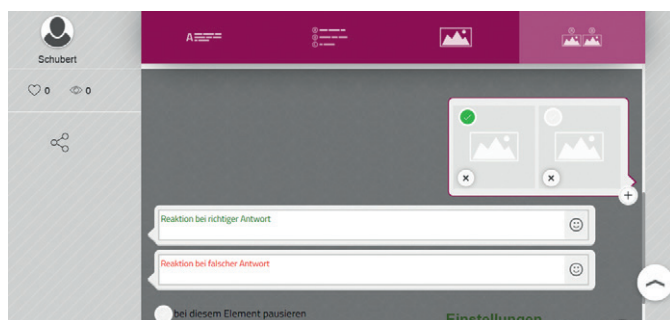 Schubert
0 0
A
Reaktion bei richtiger Antwort
Reaktion bei falscher Antwort
bei diesem Element pausieren
Einstellungen